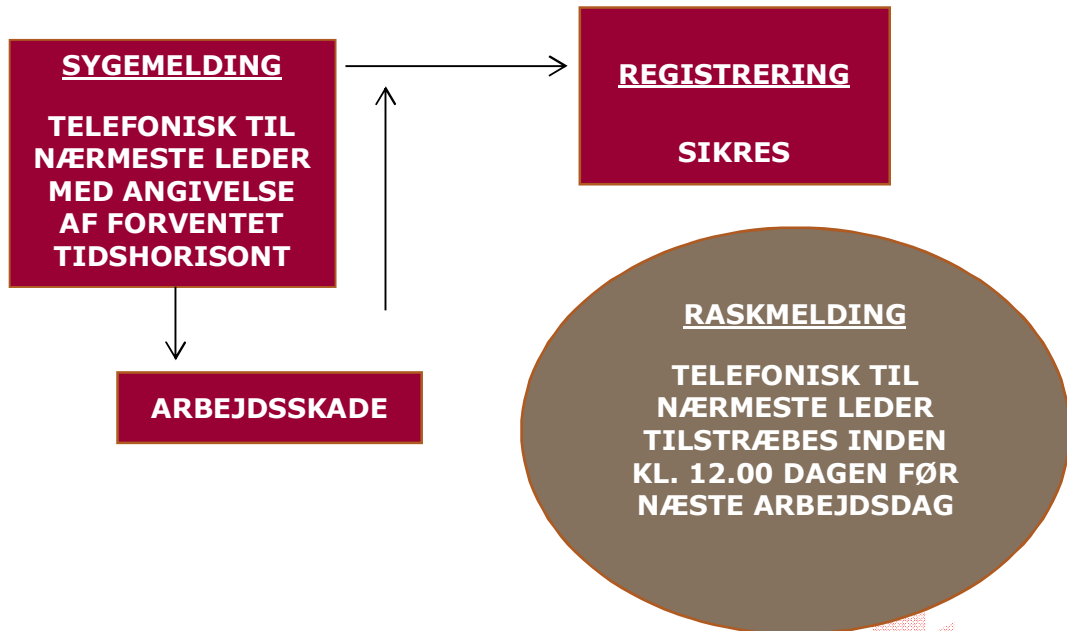 SYGEMELDING
TELEFONISK TIL
NÆRMESTE LEDER
MED ANGIVELSE
AF FORVENTET
TIDSHORISONT
REGISTRERING
SIKRES
ARBEJDSSKADE
RASKMELDING
TELEFONISK TIL
NÆRMESTE LEDER
TILSTRÆBES INDEN
KL. 12.00 DAGEN FØR
NÆSTE ARBEJDSDAG